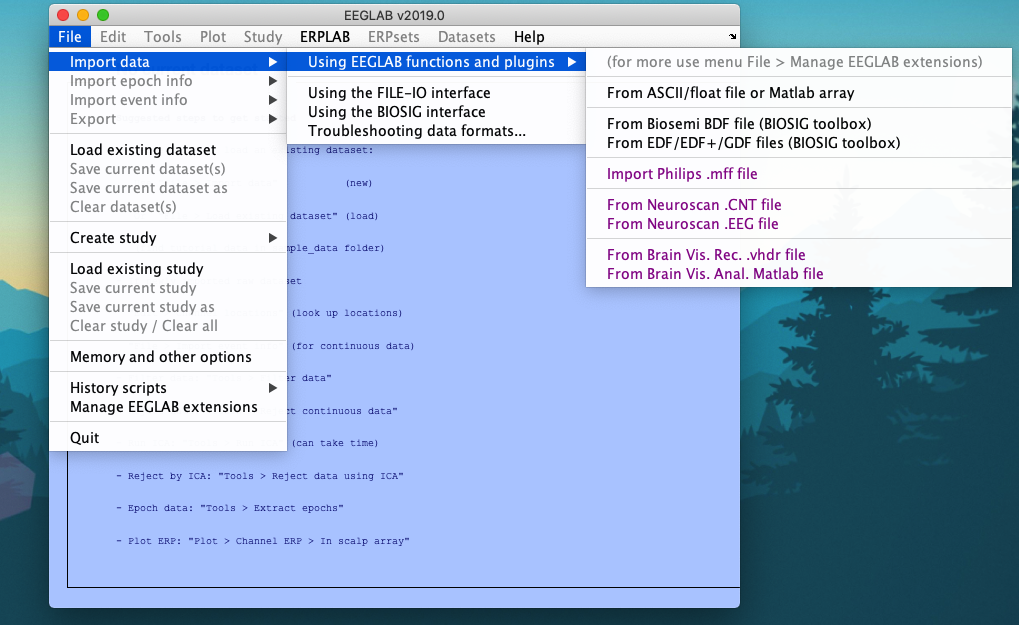 EEGLAB v2019.0
File Edit Tools Plot Study ERPLAB ERPsets Datasets Help
Import data
Import epoch info
Import event info
Export
Load existing dataset
Save current dataset(s)
Save current dataset as
Clear dataset(s)
Create study
Load existing study
Save current study
Save current study as
Clear study / Clear all
Memory and other options
History scripts
Manage EEGLAB extensions
Quit
Using EEGLAB functions and plugins
Using the FILE-IO interface
Using the BIOSIG interface
Troubleshooting data formats...
(for more use menu File > Manage EEGLAB extensions)
From ASCII/float file or Matlab array
From Biosemi BDF file (BIOSIG toolbox)
From EDF/EDF+/GDF files (BIOSIG toolbox)
Import Philips .mff file
From Neuroscan .CNT file
From Neuroscan .EEG file
From Brain Vis. Rec. .vhdr file
From Brain Vis. Anal. Matlab file
existing dataset:
(new)
dataset" (load)
folder)
(look up locations)
(for continuous data)
data"
continuous data"
(can take time)
- Reject by ICA: "Tools > Reject data using ICA"
- Epoch data: "Tools > Extract epochs"
- Plot ERP: "Plot > Channel ERP > In scalp array"